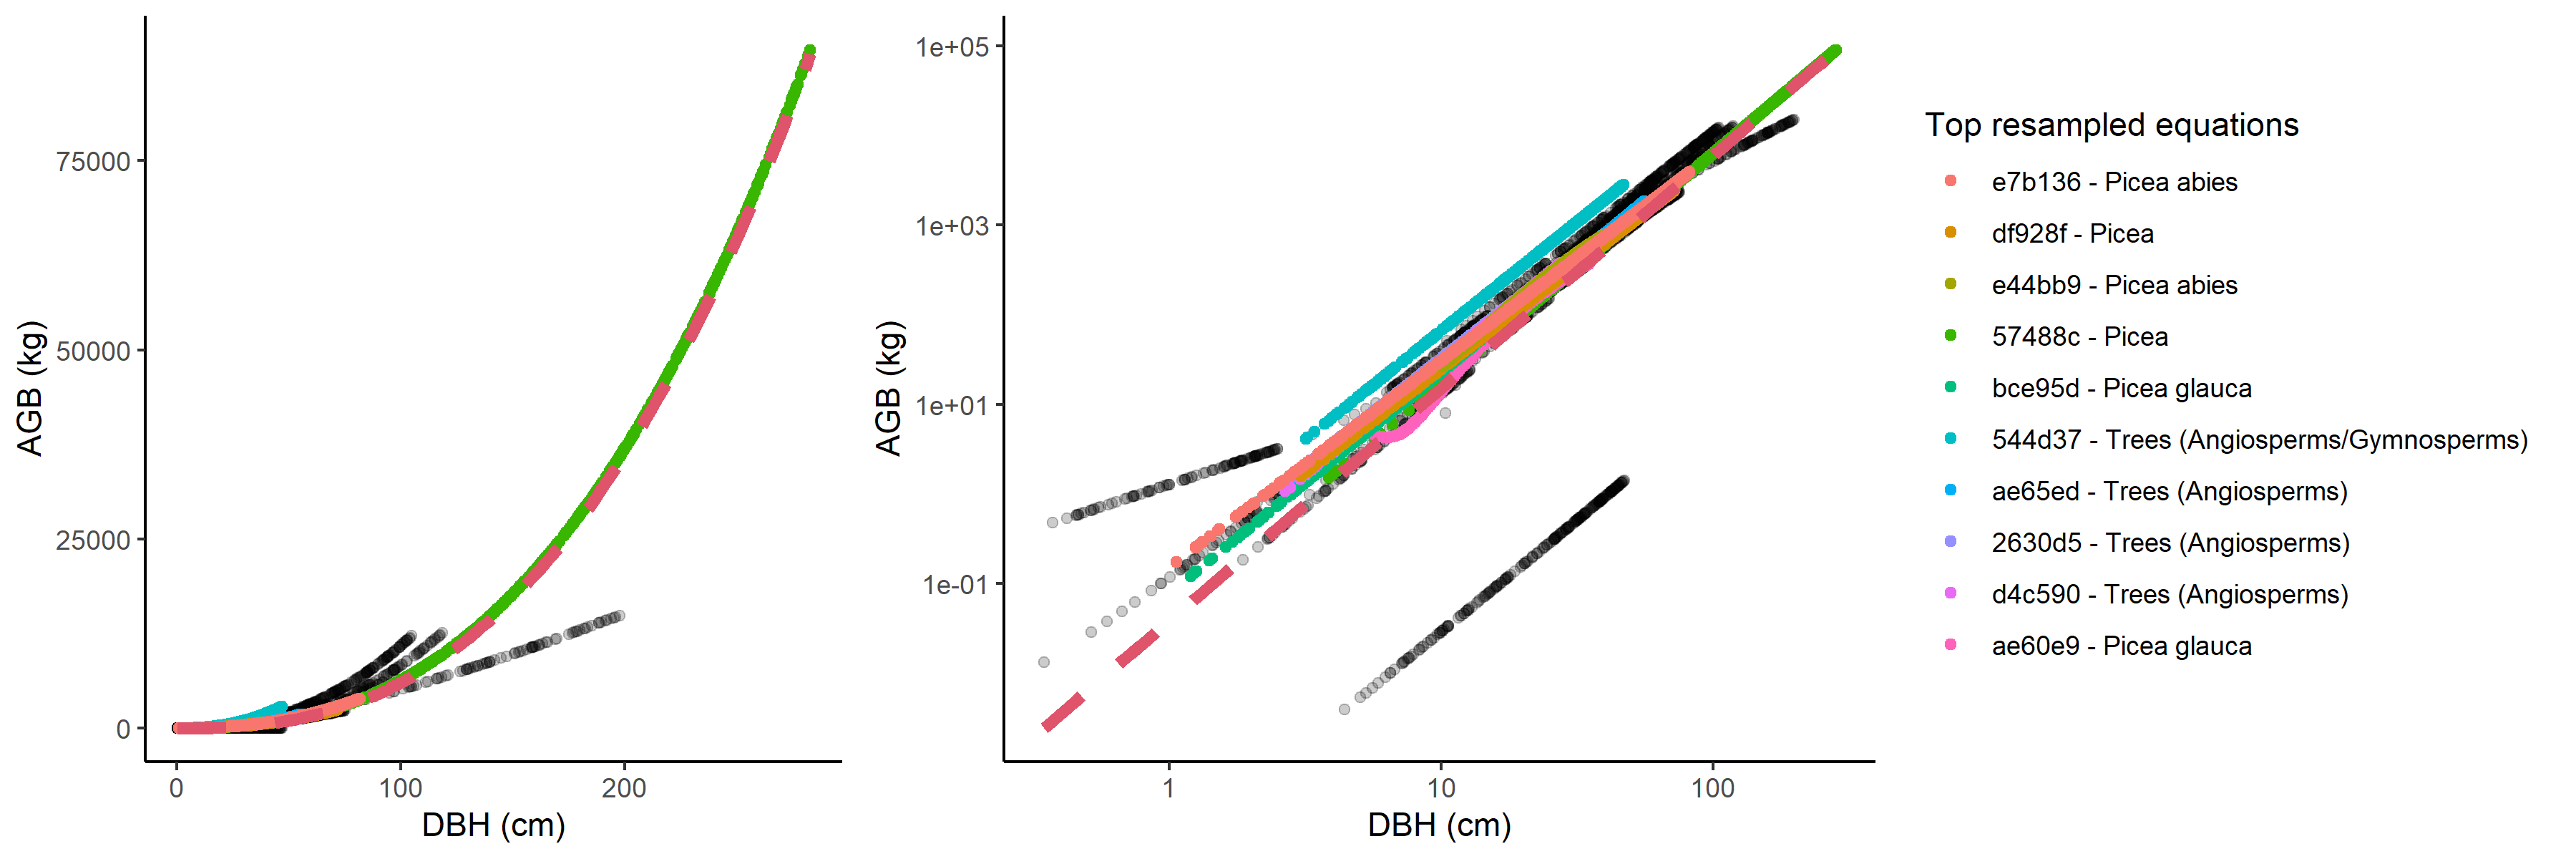 75000
50000
25000
0
AGB (kg)
0
100
200
DBH (cm)
1e+05
1e+03
1e+01
1e-01
AGB (kg)
1
10
100
DBH (cm)
Top resampled equations
e7b136 - Picea abies
df928f - Picea
e44bb9 - Picea abies
57488c - Picea
bce95d - Picea glauca
544d37 - Trees (Angiosperms/Gymnosperms)
ae65ed - Trees (Angiosperms)
2630d5 - Trees (Angiosperms)
d4c590 - Trees (Angiosperms)
ae60e9 - Picea glauca